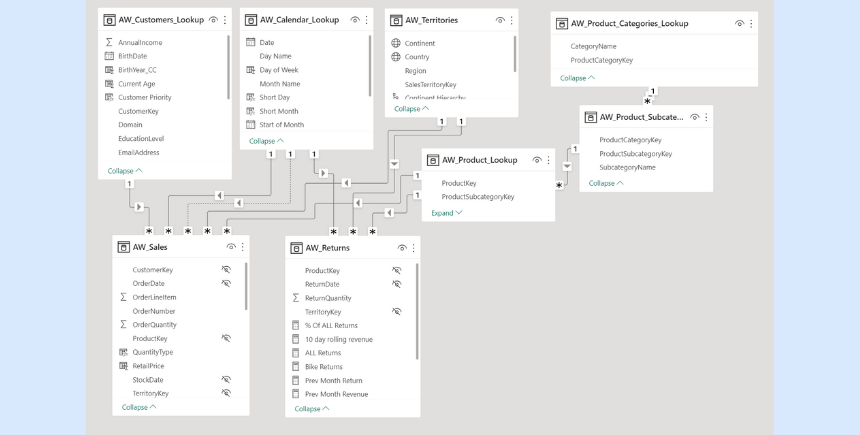 AW_Customers_Lookup
AnnualIncome
BirthDate
BirthYear_CC
Current Age
Customer Priority
CustomerKey
Domain
EducationLevel
EmailAddress
Collapse
AW_Calendar_Lookup
Date
Day Name
Day of Week
Month Name
Short Day
Short Month
Start of Month
Collapse
AW_Territories
Continent
Country
Region
SalesTerritoryKey
Continent Hierarchy
Collapse
AW_Product_Categories_Lookup
CategoryName
ProductCategoryKey
Collapse
1
*
AW_Product_Subcate...
ProductCategoryKey
ProductSubcategoryKey
SubcategoryName
Collapse
1 1
1 1 1
1
*
AW_Product_Lookup
ProductKey
ProductSubcategoryKey
Expand
1
1
1
* * * * *
* * *
AW_Sales
CustomerKey
OrderDate
OrderLineItem
OrderNumber
OrderQuantity
ProductKey
QuantityType
RetailPrice
StockDate
TerritoryKey
Collapse
AW_Returns
ProductKey
ReturnDate
ReturnQuantity
TerritoryKey
% Of ALL Returns
10 day rolling revenue
ALL Returns
Bike Returns
Prev Month Return
Prev Month Revenue
Collapse